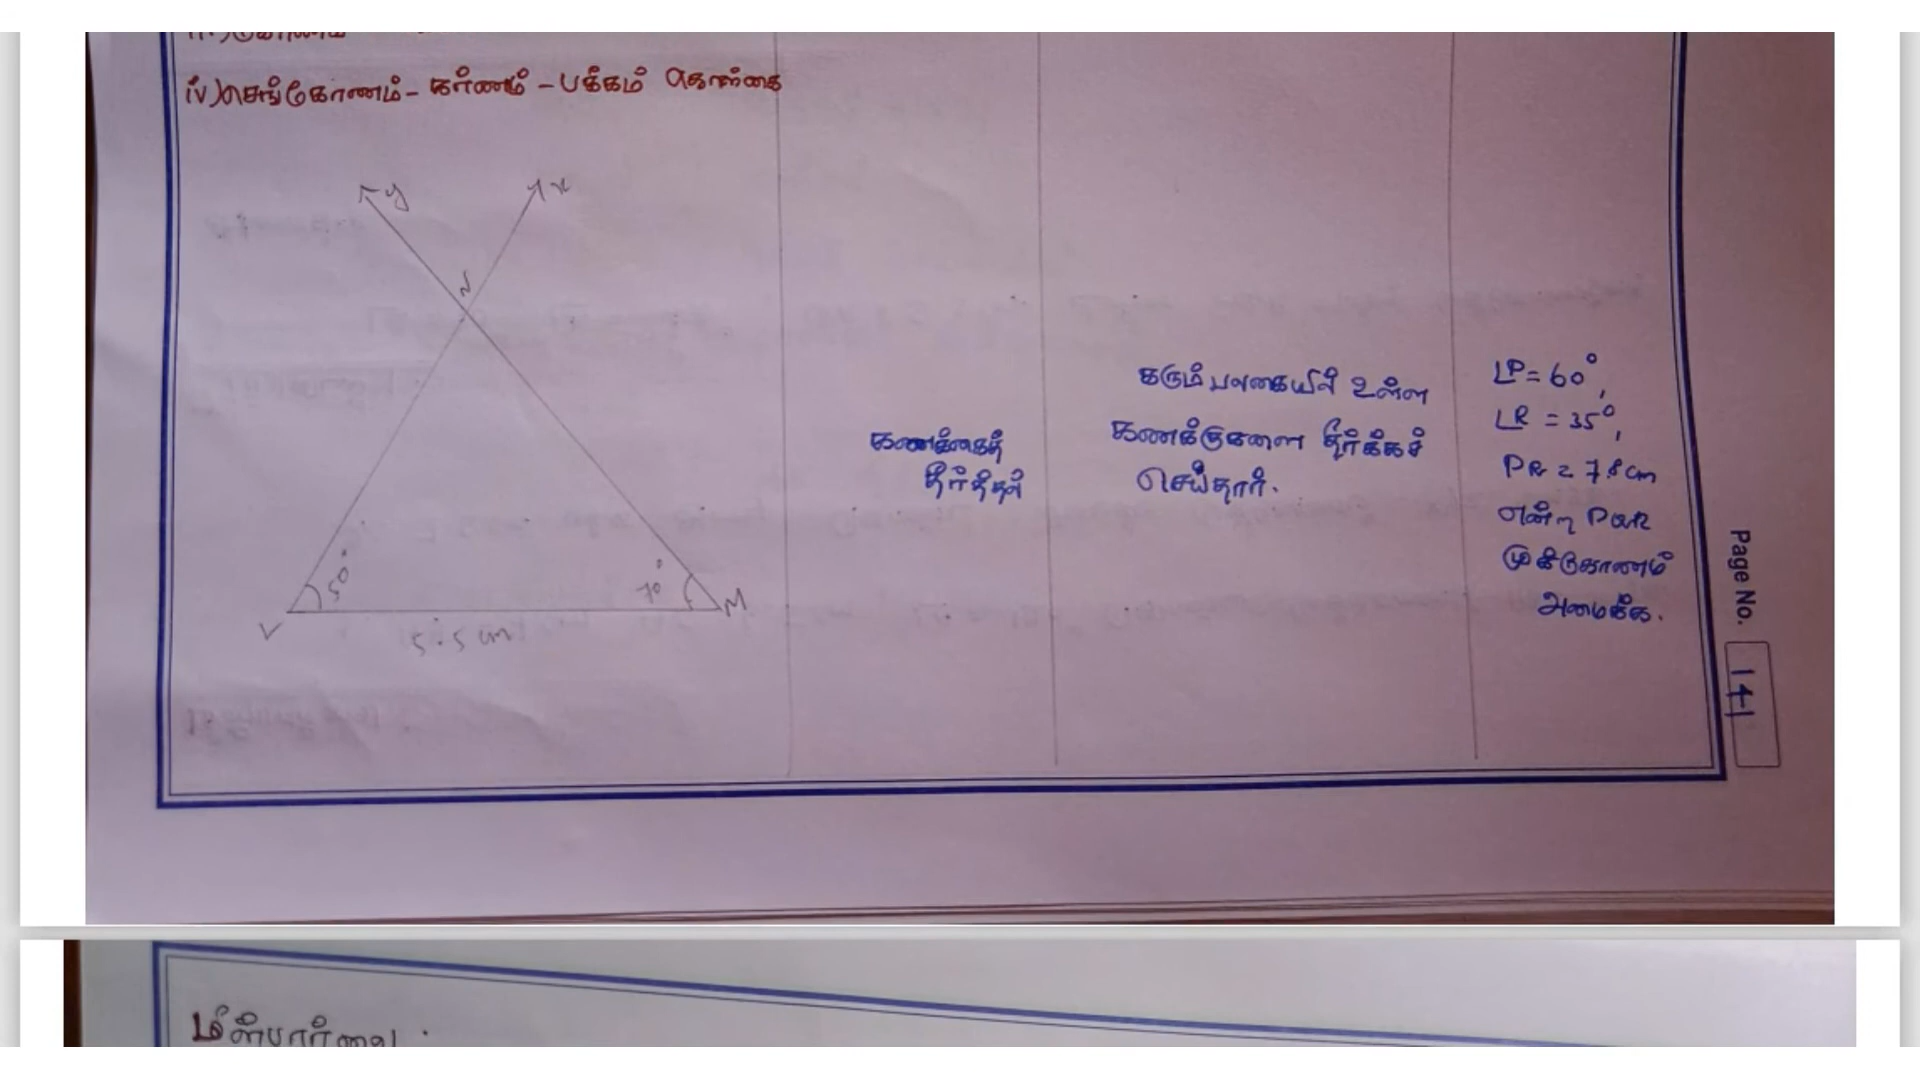 iv) செங்கோணம் - கர்ணம் - பக்கம் கொள்கை
y
x
N
50°
70°
L
M
5.5 cm
கணக்கைத்
தீர்த்தல்
கரும்பலகையில் உள்ள
கணக்குகளை தீர்க்கச்
செய்தார்.
∠P = 60°,
∠R = 35°,
PR = 7.8 cm
என்ற PQR
முக்கோணம்
அமைக்க.
Page No. 141
மீள்பார்வை :